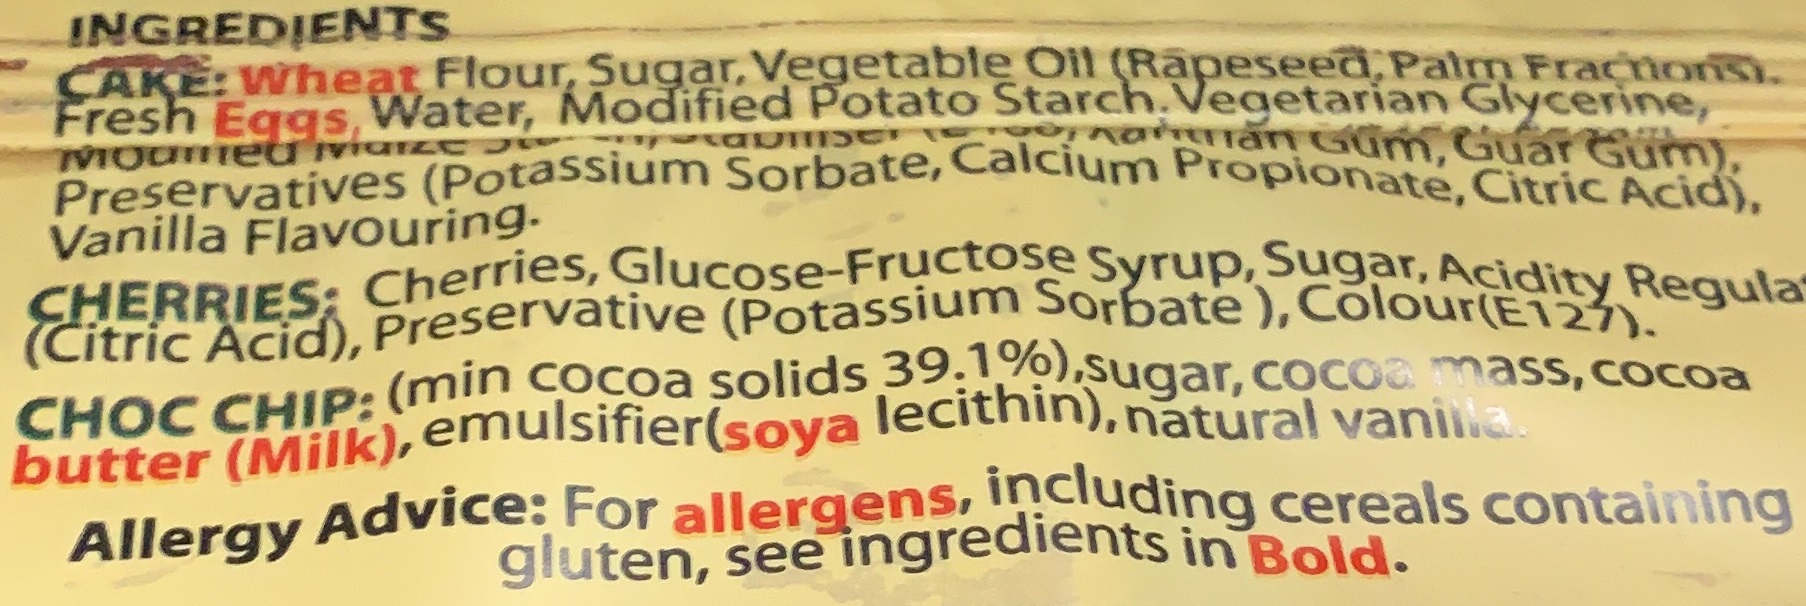 INGREDIENTS
CAKE: Wheat Flour, Sugar, Vegetable Oil (Rapeseed, Palm Fractions).
Fresh Eggs, Water, Modified Potato Starch, Vegetarian Glycerine,
Modified Maize Xanthan Gum, Guar Gum),
Preservatives (Potassium Sorbate, Calcium Propionate, Citric Acid),
Vanilla Flavouring.
CHERRIES: Cherries, Glucose-Fructose Syrup, Sugar, Acidity Regulat
(Citric Acid), Preservative (Potassium Sorbate ), Colour(E127).
CHOC CHIP: (min cocoa solids 39.1%),sugar, cocoa mass, cocoa
butter (Milk), emulsifier(soya lecithin), natural vanilla.
Allergy Advice: For allergens, including cereals containing
gluten, see ingredients in Bold.